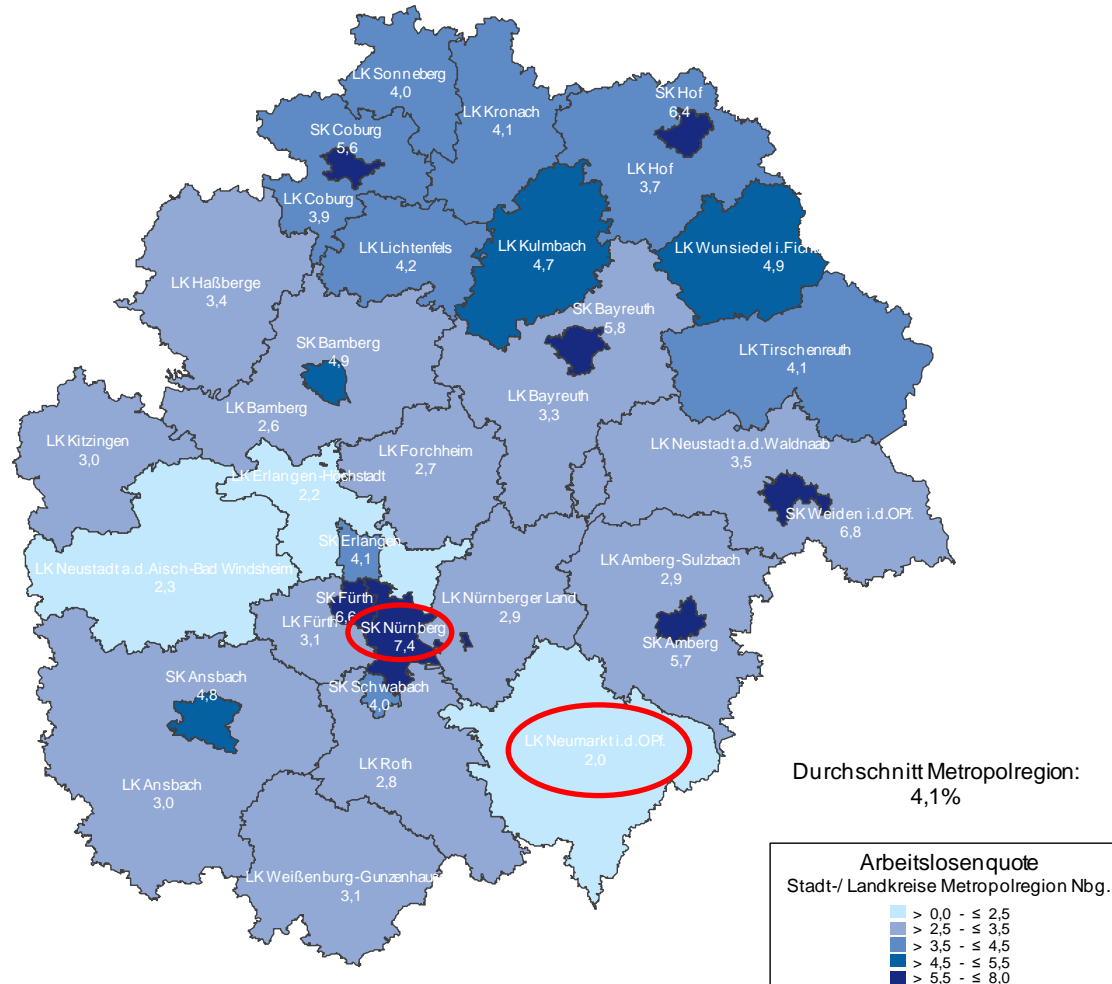 LK Sonneberg
4,0
LK Kronach
4,1
SK Hof
6,4
SK Coburg
5,6
LK Hof
3,7
LK Coburg
3,9
LK Lichtenfels
4,2
LK Kulmbach
4,7
LK Wunsiedel i.Ficht
4,9
LK Haßberge
3,4
SK Bayreuth
5,8
SK Bamberg
4,9
LK Tirschenreuth
4,1
LK Bayreuth
3,3
LK Bamberg
2,6
LK Kitzingen
3,0
LK Forchheim
2,7
LK Neustadt a.d.Waldnaab
3,5
LK Erlangen-Höchstadt
2,2
SK Weiden i.d.OPf.
6,8
SK Erlangen
4,1
LK Neustadt a.d.Aisch-Bad Windsheim
2,3
LK Amberg-Sulzbach
2,9
SK Fürth
6,6
LK Nürnberger Land
2,9
LK Fürth
3,1
SK Nürnberg
7,4
SK Amberg
5,7
SK Ansbach
4,8
SK Schwabach
4,0
LK Neumarkt i.d.OPf.
2,0
LK Roth
2,8
LK Ansbach
3,0
Durchschnitt Metropolregion:
4,1%
LK Weißenburg-Gunzenhaus
3,1
Arbeitslosenquote
Stadt-/ Landkreise Metropolregion Nbg.
> 0,0 - ≤ 2,5
> 2,5 - ≤ 3,5
> 3,5 - ≤ 4,5
> 4,5 - ≤ 5,5
> 5,5 - ≤ 8,0